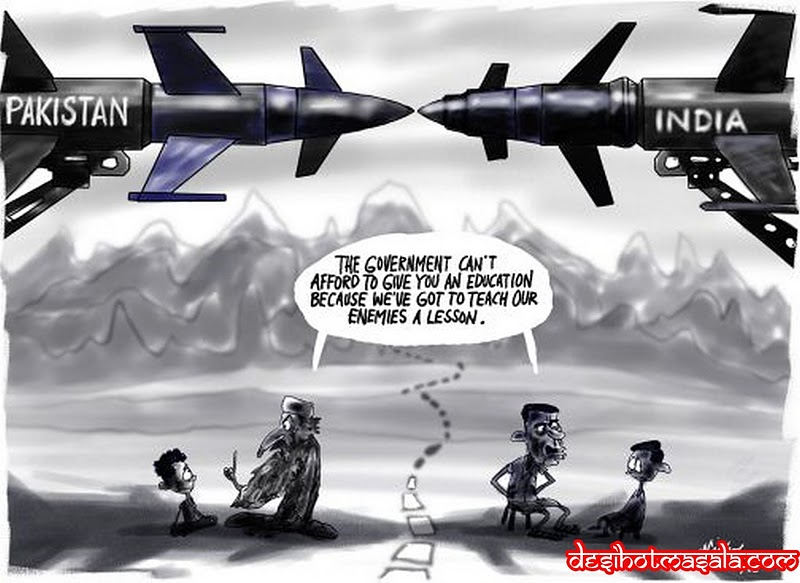 PAKISTAN
INDIA
THE GOVERNMENT CAN'T
AFFORD TO GIVE YOU AN EDUCATION
BECAUSE WE'VE GOT TO TEACH OUR
ENEMIES A LESSON.
desihotmasala.com